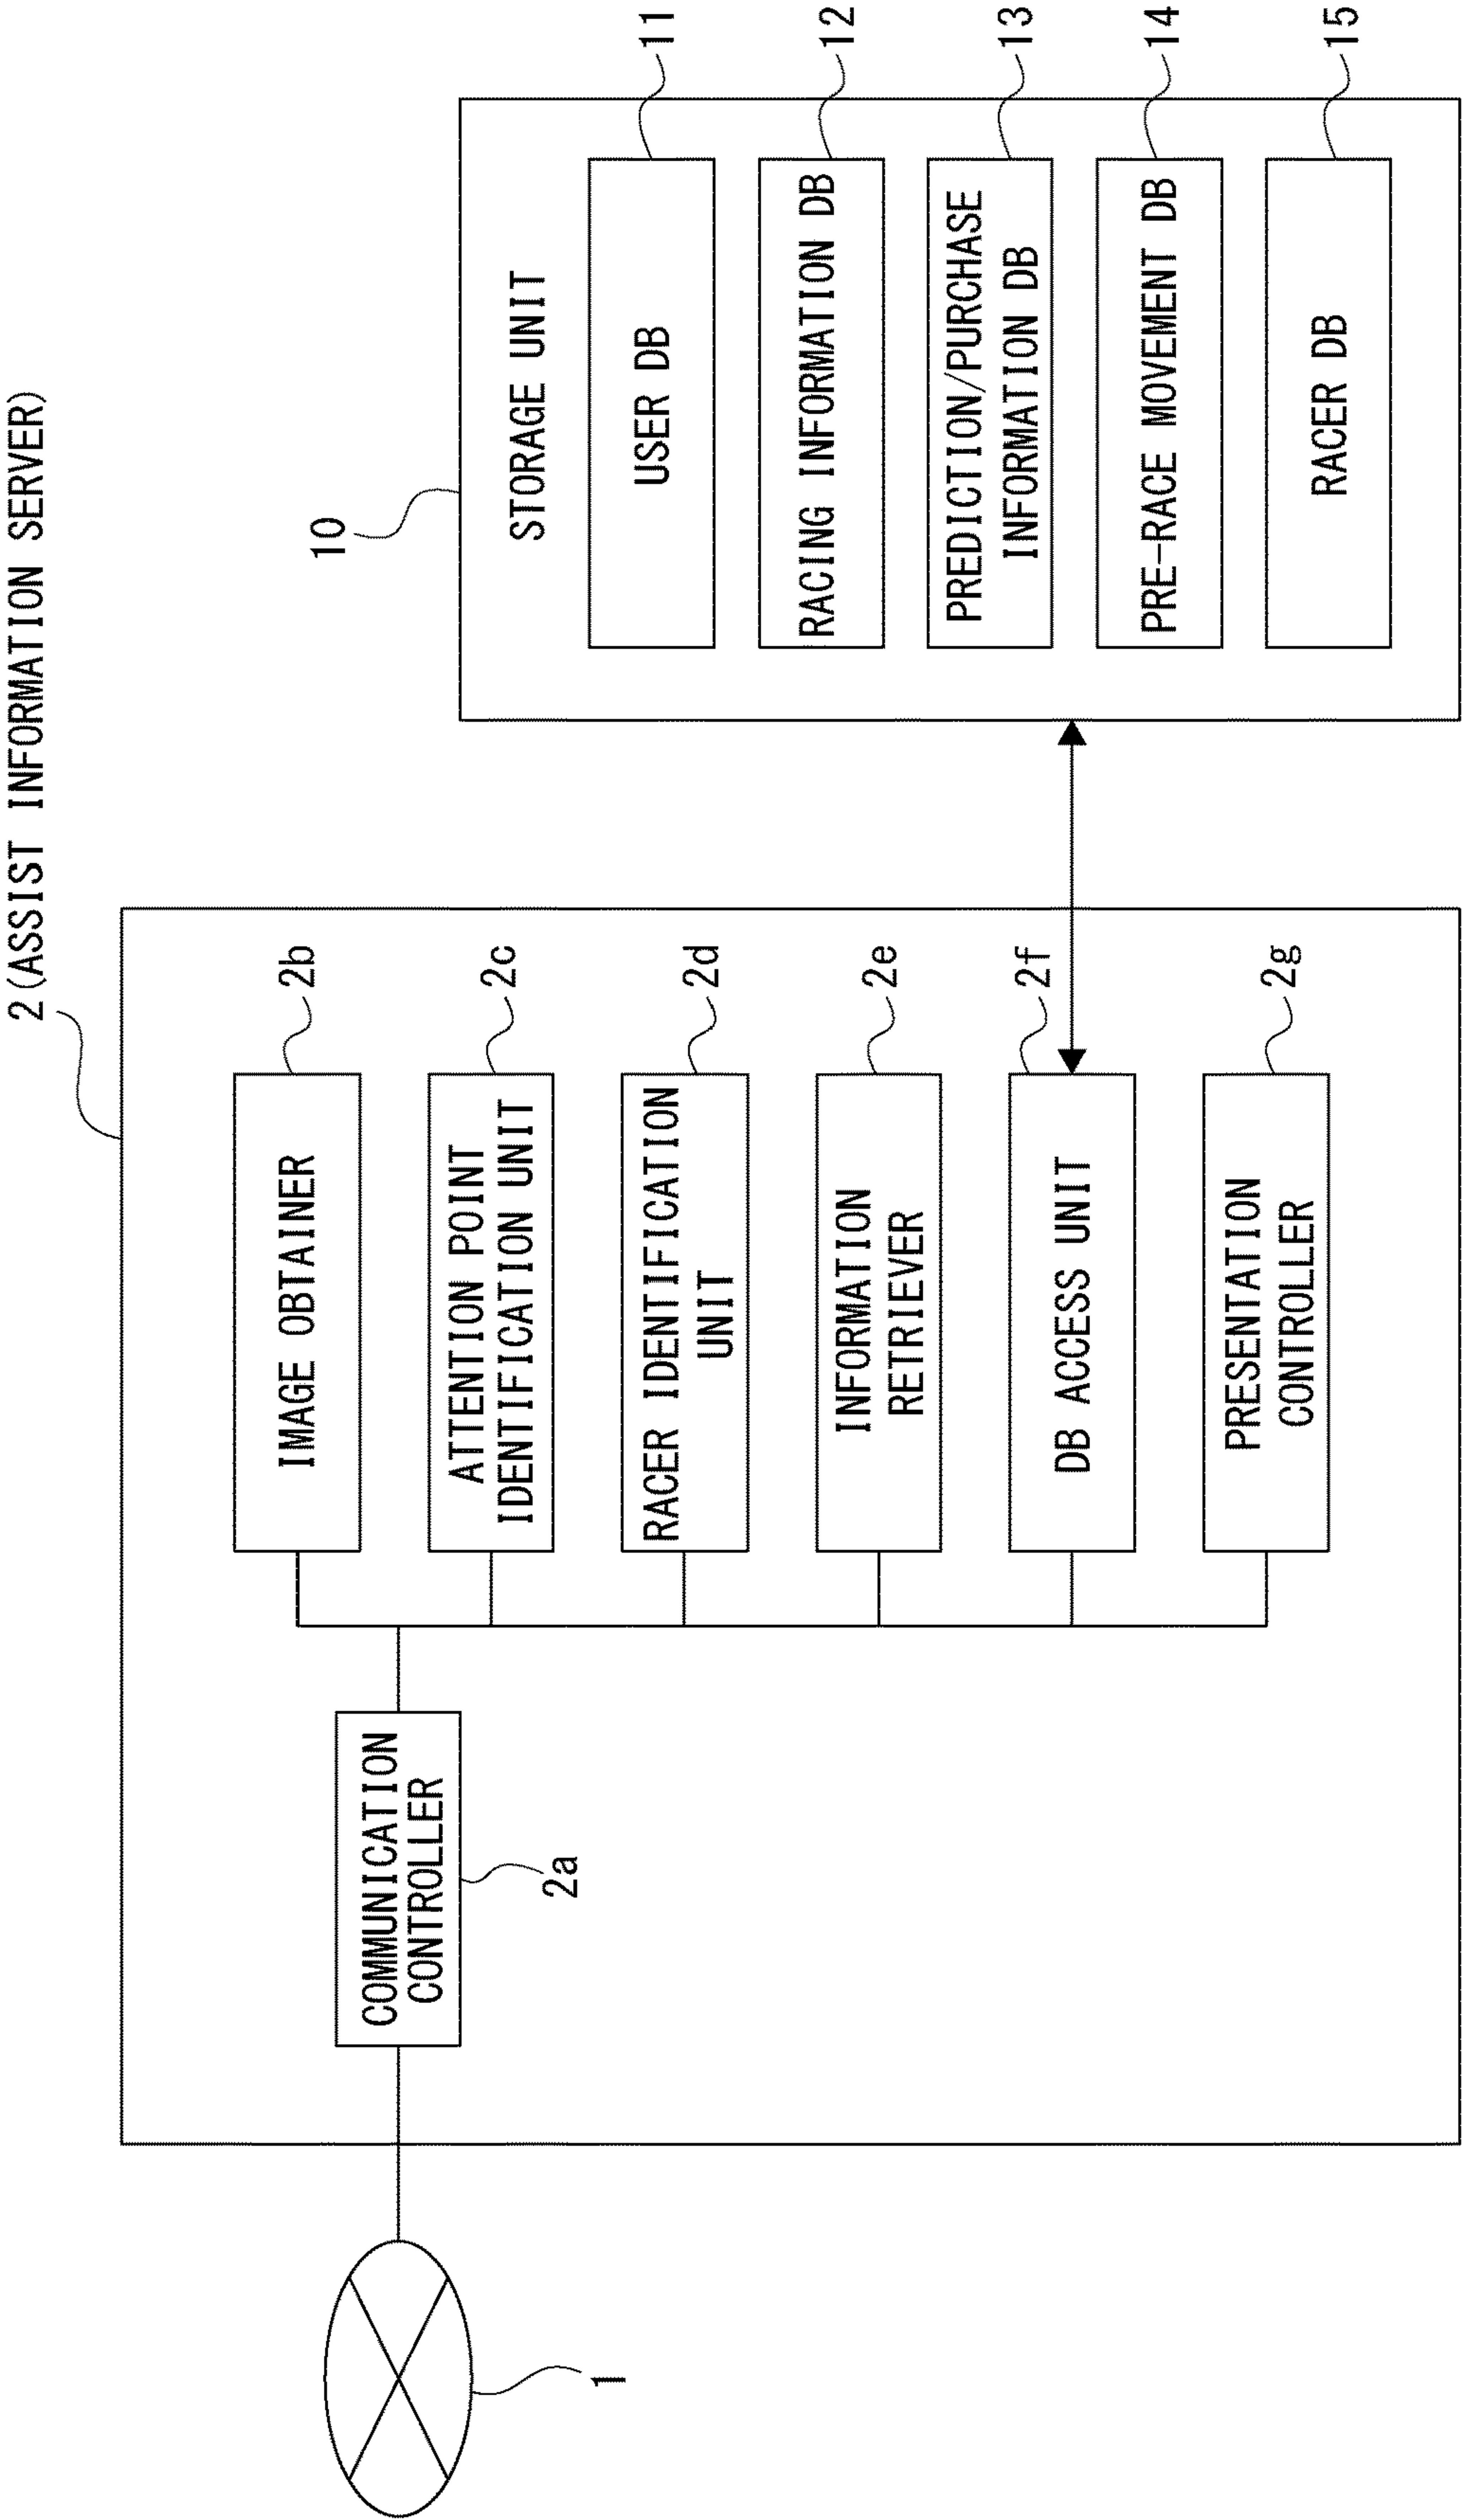 2(ASSIST INFORMATION SERVER)
10
STORAGE UNIT
2b
IMAGE OBTAINER
11
USER DB
COMMUNICATION
CONTROLLER
2a
2c
ATTENTION POINT
IDENTIFICATION UNIT
12
RACING INFORMATION DB
2d
RACER IDENTIFICATION
UNIT
13
PREDICTION/PURCHASE
INFORMATION DB
2e
INFORMATION
RETRIEVER
14
PRE-RACE MOVEMENT DB
2f
DB ACCESS UNIT
15
RACER DB
2g
PRESENTATION
CONTROLLER
1